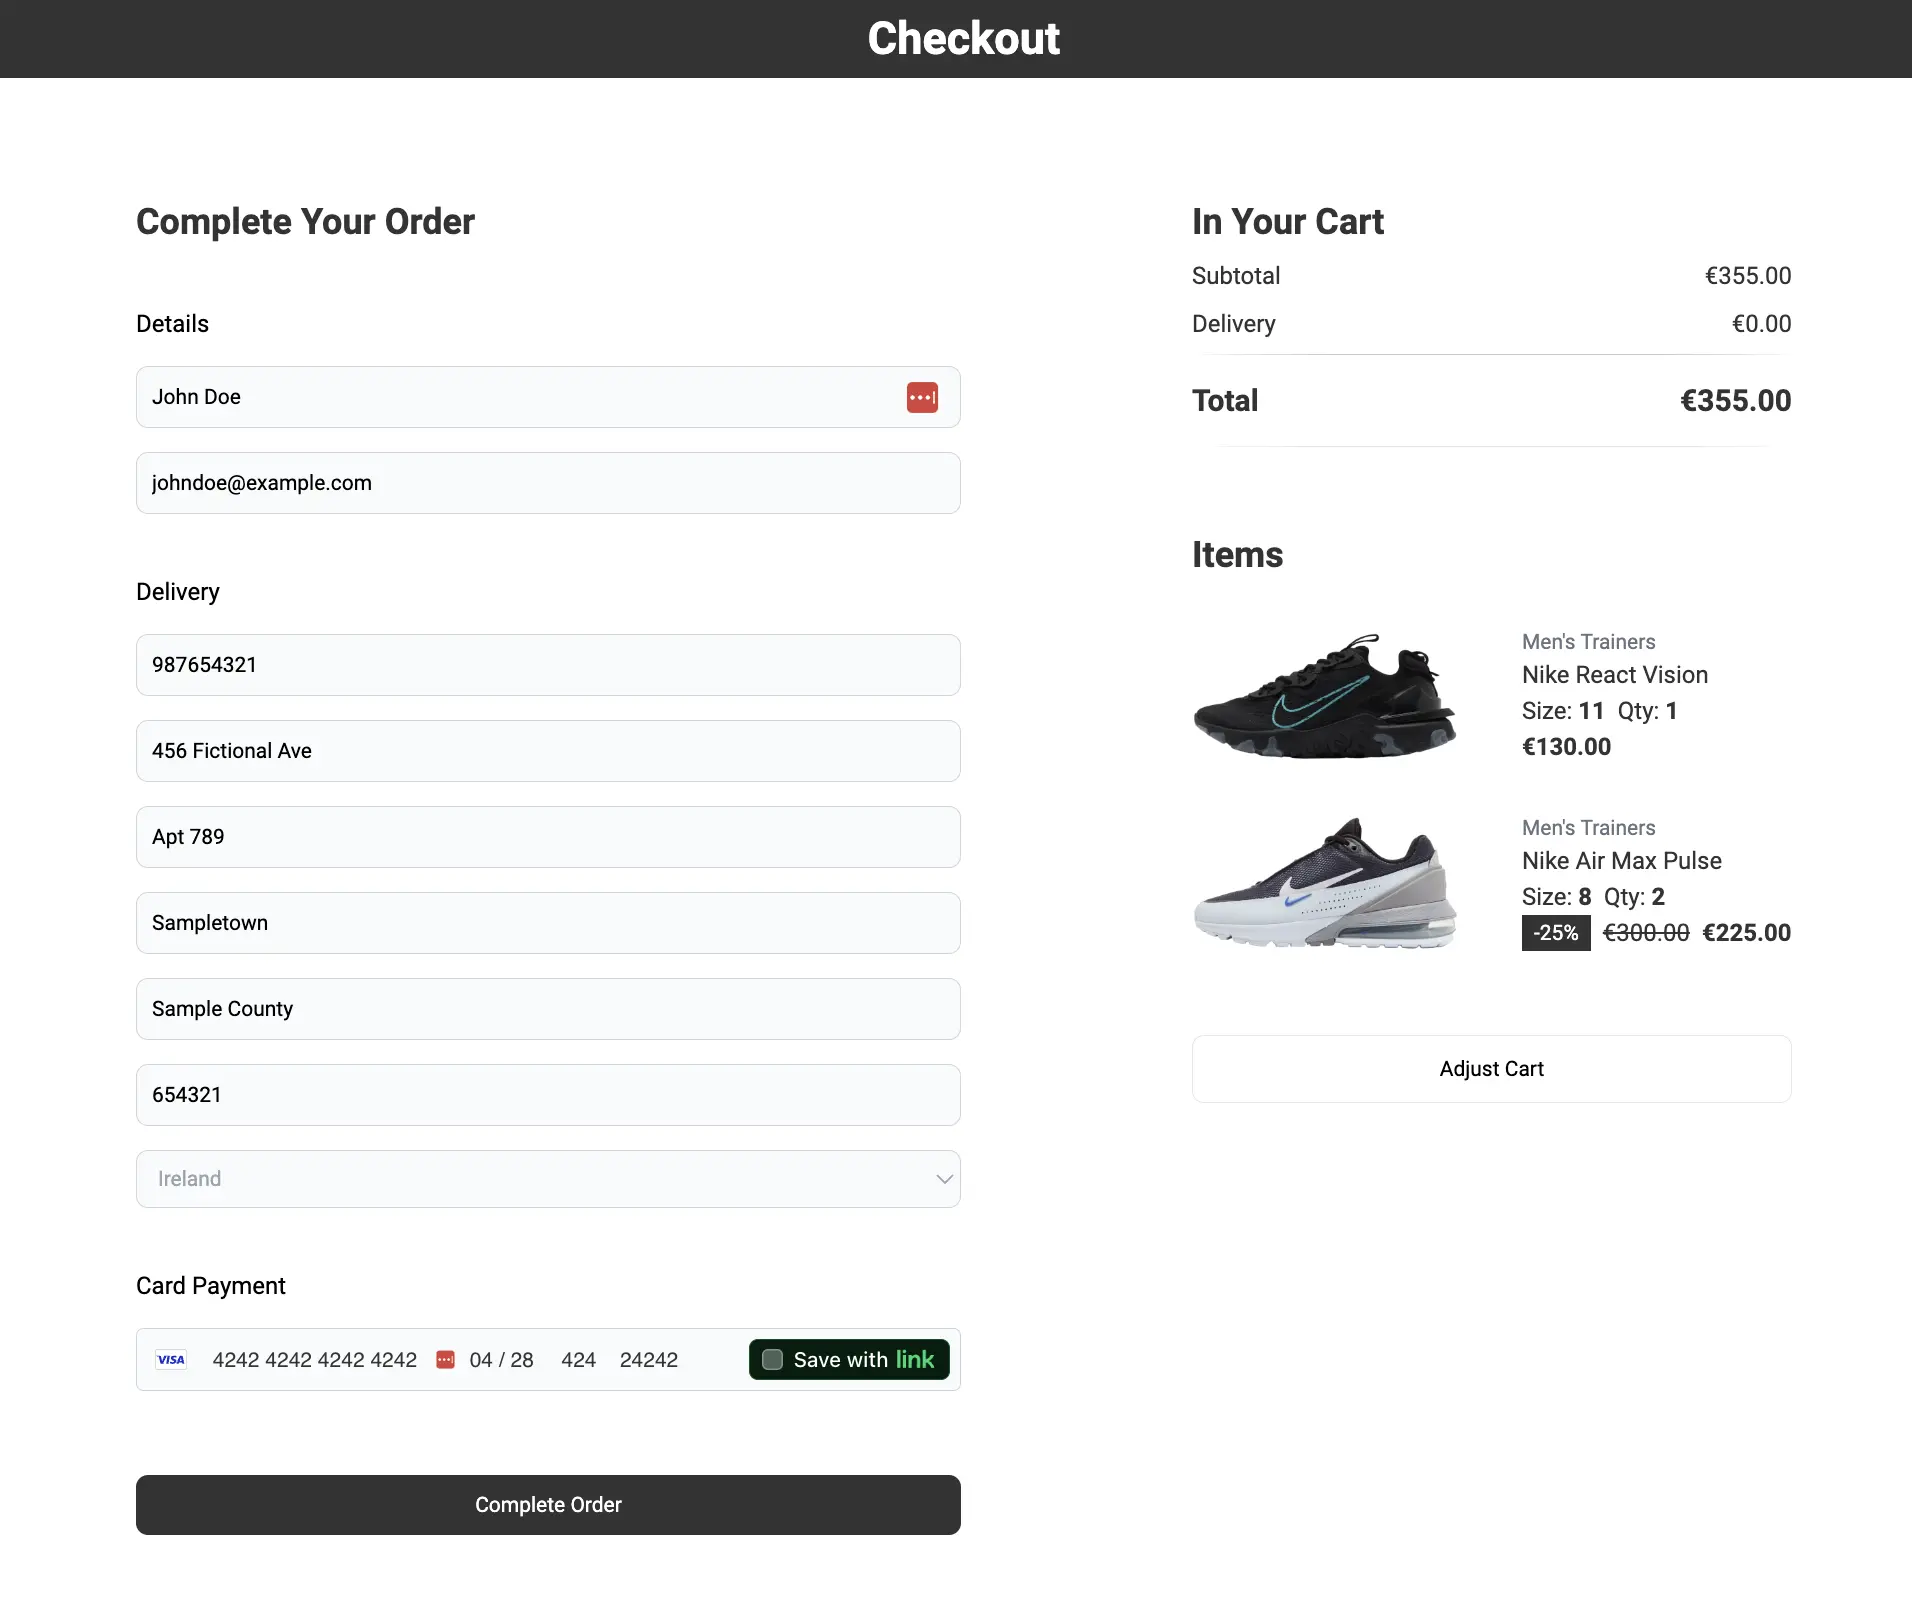 Checkout
Complete Your Order
Details
John Doe
johndoe@example.com
Delivery
987654321
456 Fictional Ave
Apt 789
Sampletown
Sample County
654321
Ireland
Card Payment
VISA 4242 4242 4242 4242 04 / 28 424 24242 Save with link
Complete Order
In Your Cart
Subtotal €355.00
Delivery €0.00
Total €355.00
Items
Men's Trainers
Nike React Vision
Size: 11 Qty: 1
€130.00
Men's Trainers
Nike Air Max Pulse
Size: 8 Qty: 2
-25% €300.00 €225.00
Adjust Cart